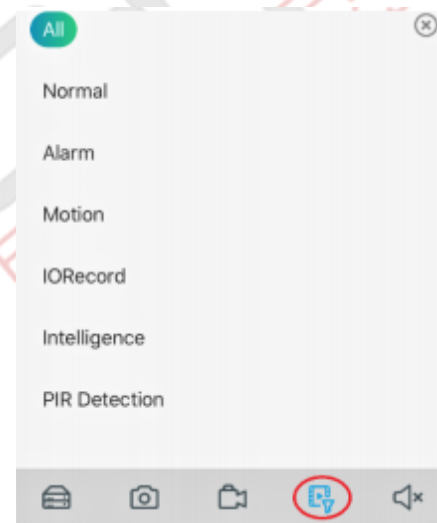 All
Normal
Alarm
Motion
IORecord
Intelligence
PIR Detection